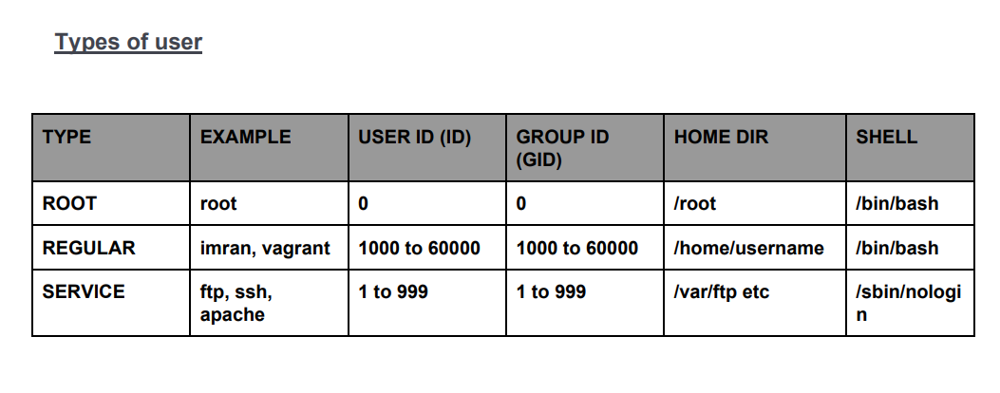 Types of user
TYPE EXAMPLE USER ID (ID) GROUP ID (GID) HOME DIR SHELL
ROOT root 0 0 /root /bin/bash
REGULAR imran, vagrant 1000 to 60000 1000 to 60000 /home/username /bin/bash
SERVICE ftp, ssh, apache 1 to 999 1 to 999 /var/ftp etc /sbin/nologin